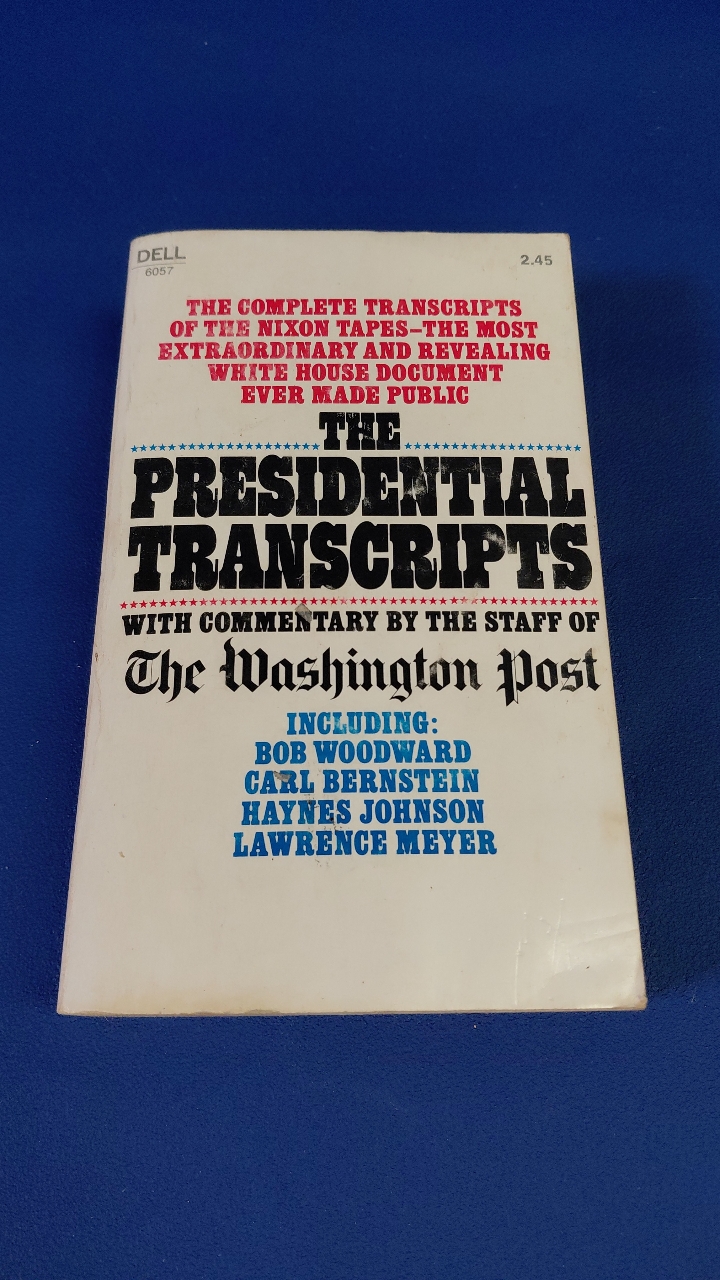 DELL
6057
2.45
THE COMPLETE TRANSCRIPTS
OF THE NIXON TAPES–THE MOST
EXTRAORDINARY AND REVEALING
WHITE HOUSE DOCUMENT
EVER MADE PUBLIC
THE
PRESIDENTIAL
TRANSCRIPTS
WITH COMMENTARY BY THE STAFF OF
The Washington Post
INCLUDING:
BOB WOODWARD
CARL BERNSTEIN
HAYNES JOHNSON
LAWRENCE MEYER